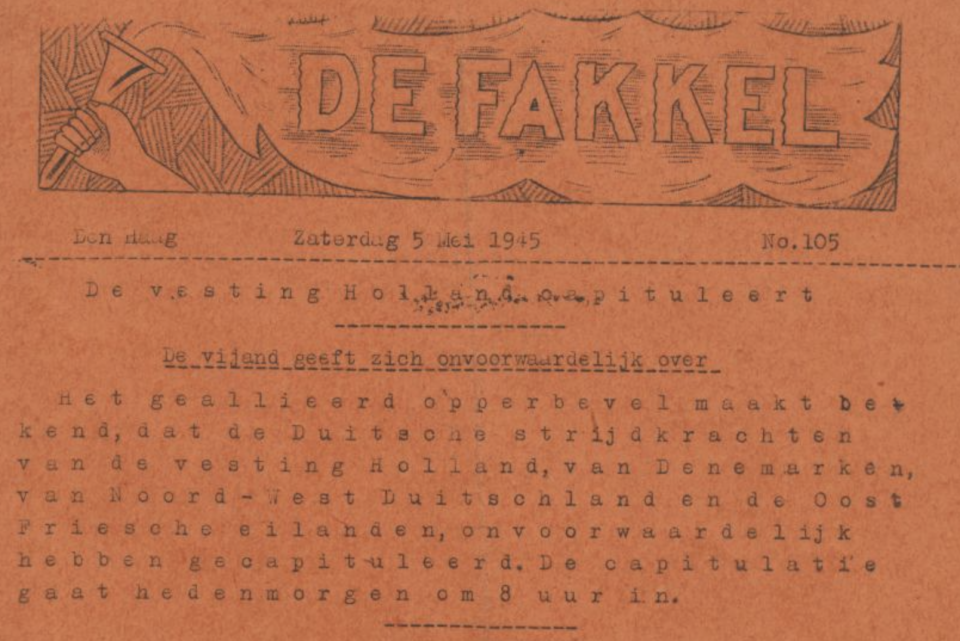 DE FAKKEL
Den Haag Zaterdag 5 Mei 1945 No.105
De vesting Holland capituleert
De vijand geeft zich onvoorwaardelijk over
Het geallieerd opperbevel maakt be-
kend, dat de Duitsche strijdkrachten
van de vesting Holland, van Denemarken,
van Noord-West Duitschland en de Oost
Friesche eilanden, onvoorwaardelijk
hebben gecapituleerd. De capitulatie
gaat hedenmorgen om 8 uur in.